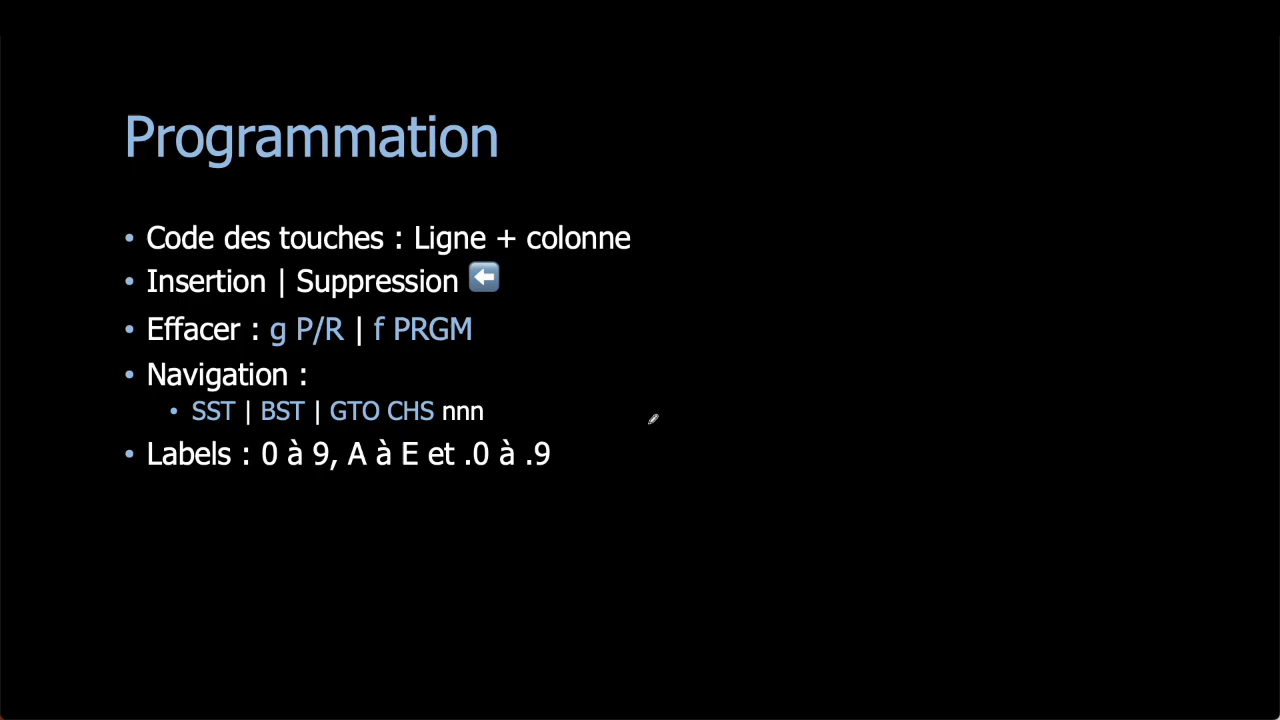 Programmation
• Code des touches : Ligne + colonne
• Insertion | Suppression ⬅️
• Effacer : g P/R | f PRGM
• Navigation :
• SST | BST | GTO CHS nnn
• Labels : 0 à 9, A à E et .0 à .9